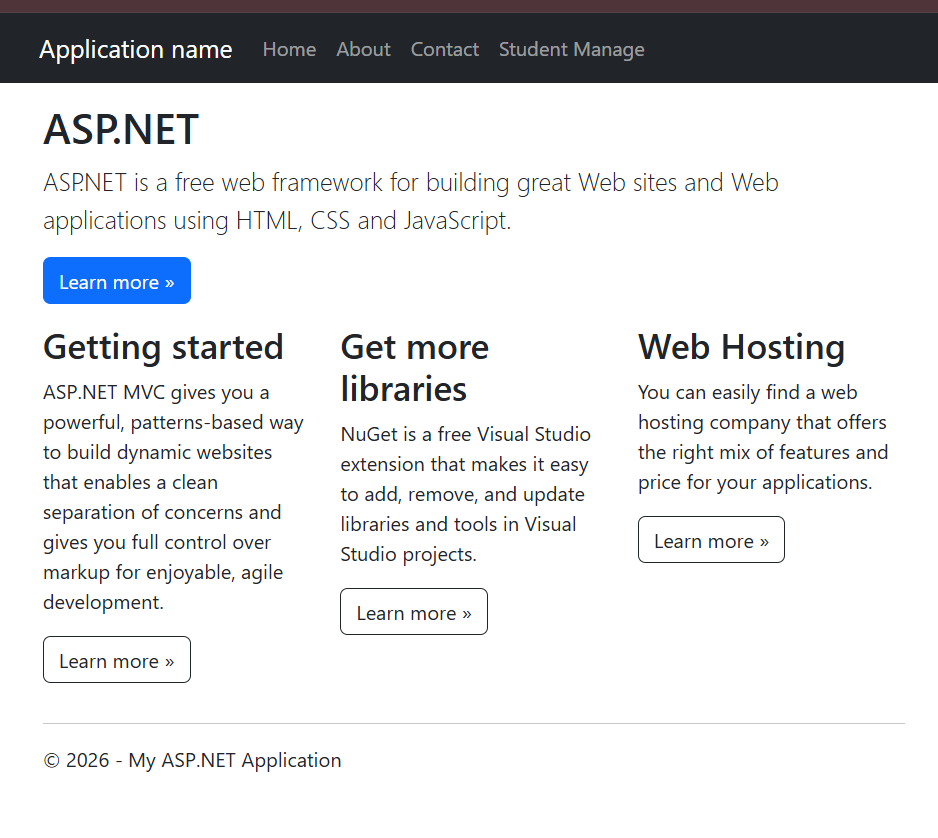 Application name Home About Contact Student Manage
ASP.NET
ASP.NET is a free web framework for building great Web sites and Web
applications using HTML, CSS and JavaScript.
Learn more »
Getting started
ASP.NET MVC gives you a
powerful, patterns-based way
to build dynamic websites
that enables a clean
separation of concerns and
gives you full control over
markup for enjoyable, agile
development.
Learn more »
Get more
libraries
NuGet is a free Visual Studio
extension that makes it easy
to add, remove, and update
libraries and tools in Visual
Studio projects.
Learn more »
Web Hosting
You can easily find a web
hosting company that offers
the right mix of features and
price for your applications.
Learn more »
© 2026 - My ASP.NET Application